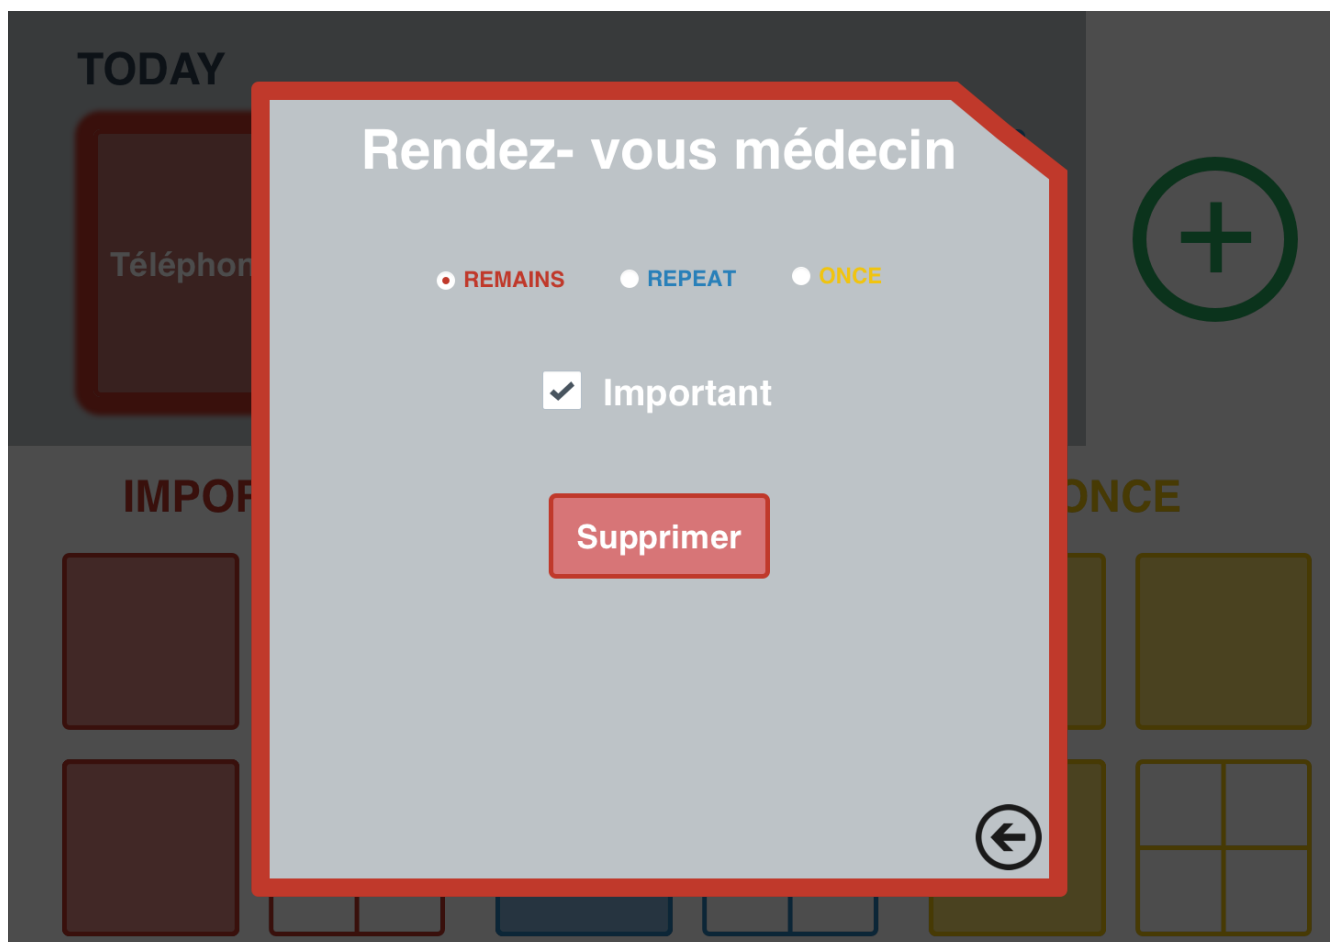 TODAY
Rendez- vous médecin
Téléphon
REMAINS
REPEAT
ONCE
Important
IMPOR
ONCE
Supprimer